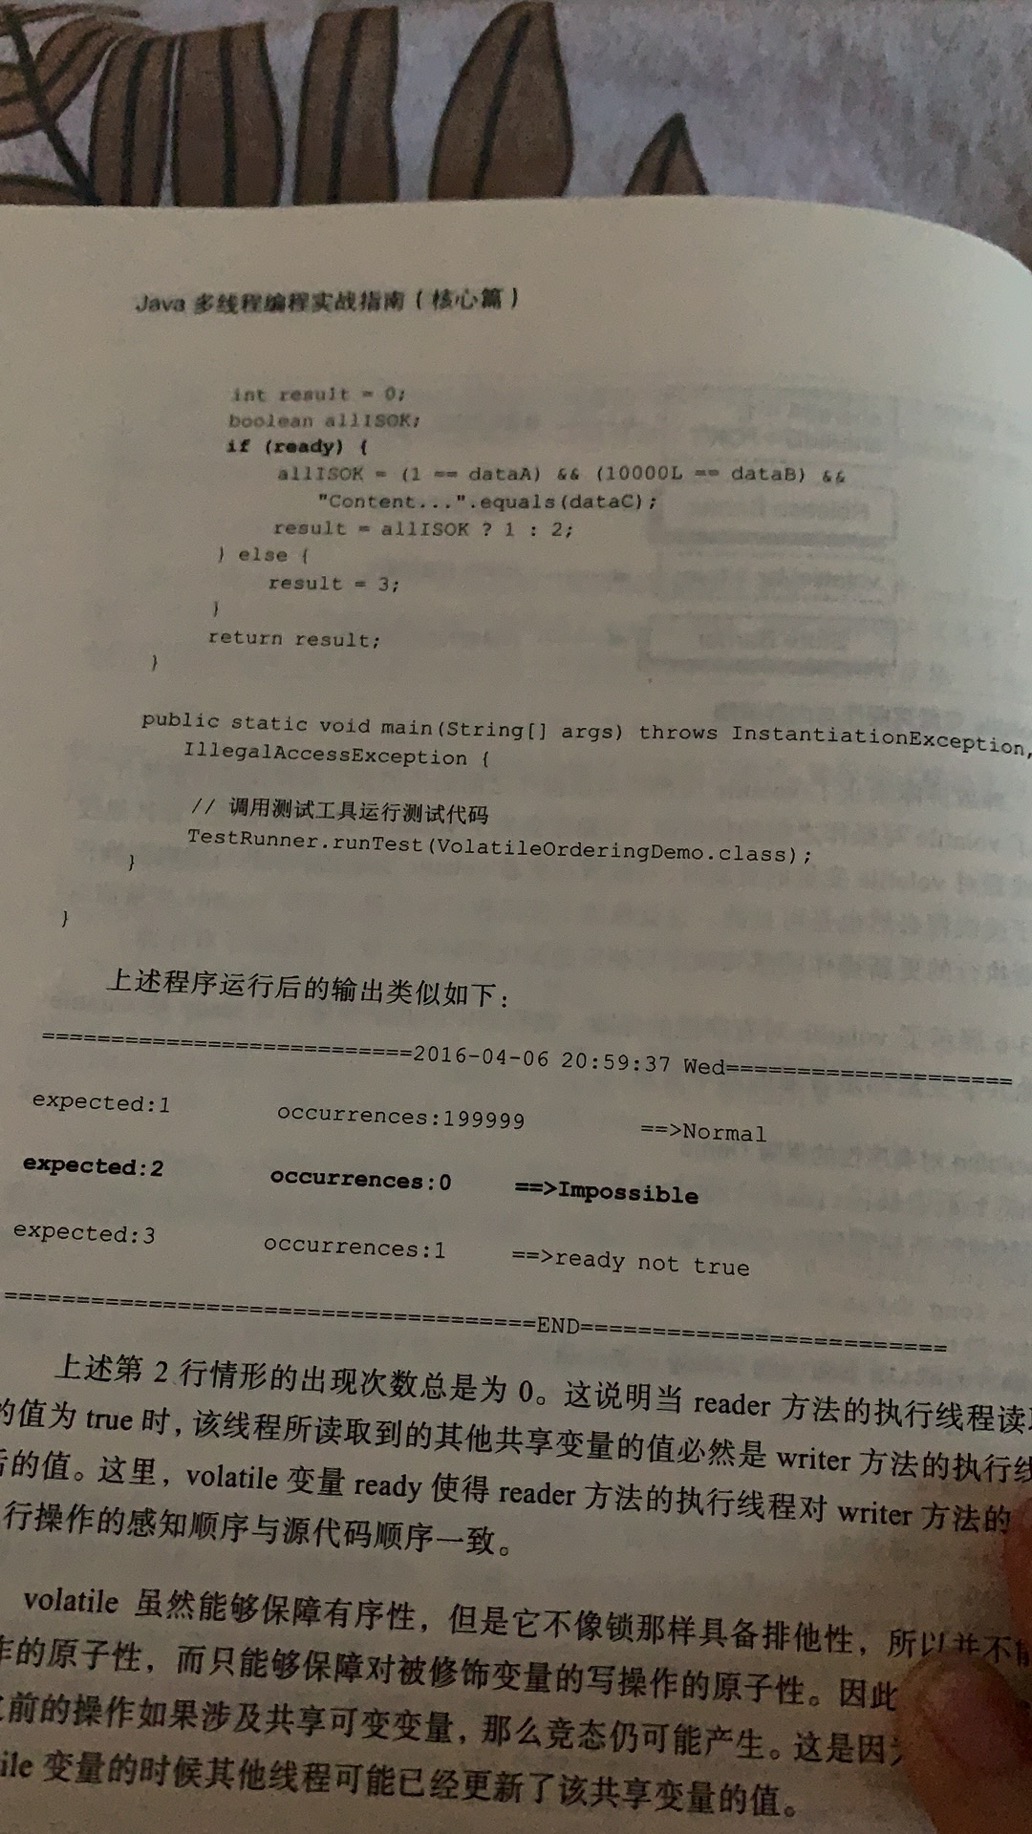 Java 多线程编程实战指南（核心篇）
int result = 0;
boolean allISOK;
if (ready) {
allISOK = (1 == dataA) && (10000L == dataB) &&
"Content...".equals(dataC);
result = allISOK ? 1 : 2;
} else {
result = 3;
}
return result;
}
public static void main(String[] args) throws InstantiationException,
IllegalAccessException {
// 调用测试工具运行测试代码
TestRunner.runTest(VolatileOrderingDemo.class);
}
}
上述程序运行后的输出类似如下：
==========================2016-04-06 20:59:37 Wed====================
expected:1 occurrences:199999 ==>Normal
expected:2 occurrences:0 ==>Impossible
expected:3 occurrences:1 ==>ready not true
=====================================END==========================
上述第 2 行情形的出现次数总是为 0。这说明当 reader 方法的执行线程读
的值为 true 时，该线程所读取到的其他共享变量的值必然是 writer 方法的执行
的值。这里，volatile 变量 ready 使得 reader 方法的执行线程对 writer 方法的
行操作的感知顺序与源代码顺序一致。
volatile 虽然能够保障有序性，但是它不像锁那样具备排他性，所以并不
的原子性，而只能够保障对被修饰变量的写操作的原子性。因此
前的操作如果涉及共享可变变量，那么竞态仍可能产生。这是因
ile 变量的时候其他线程可能已经更新了该共享变量的值。